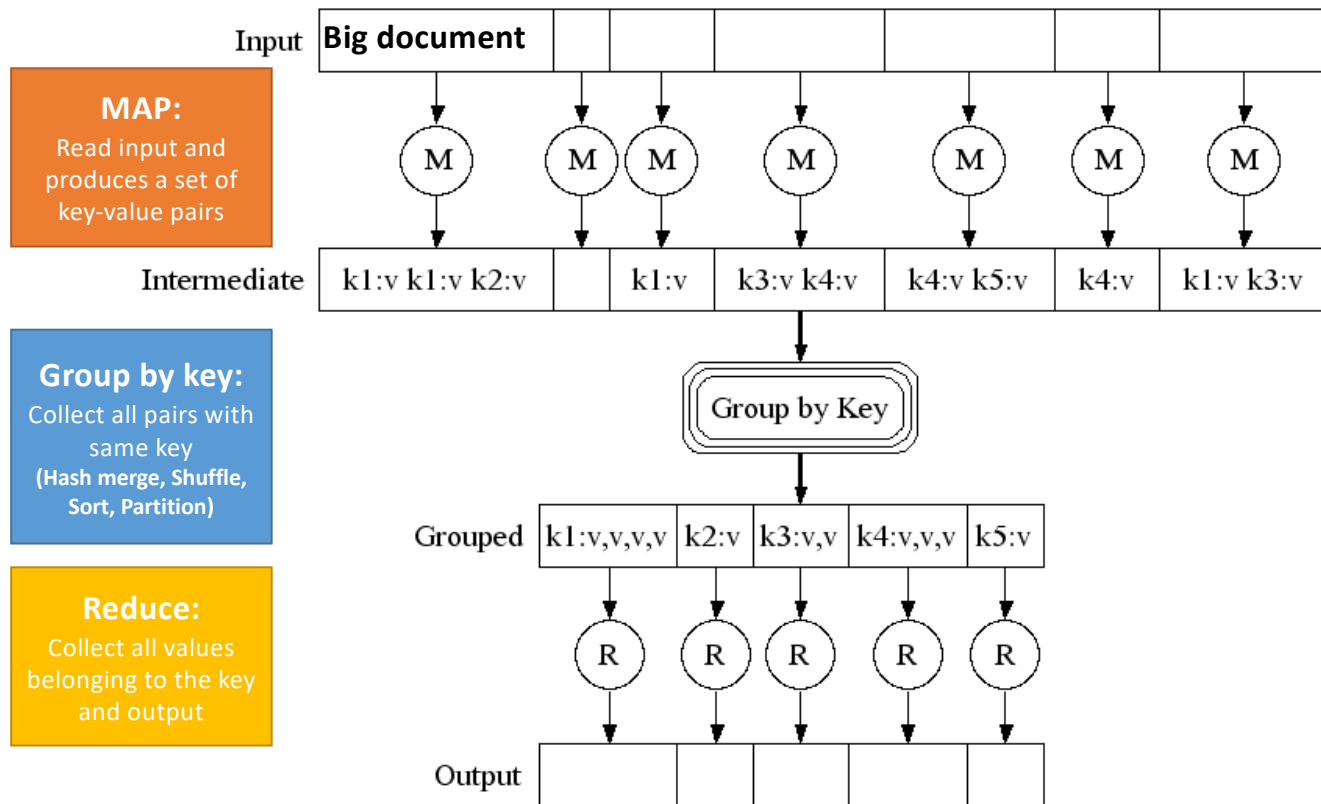 Input
Big document
MAP:
Read input and
produces a set of
key-value pairs
M M M M M M M
Intermediate
k1:v k1:v k2:v
k1:v
k3:v k4:v
k4:v k5:v
k4:v
k1:v k3:v
Group by key:
Collect all pairs with
same key
(Hash merge, Shuffle,
Sort, Partition)
Group by Key
Grouped
k1:v,v,v,v
k2:v
k3:v,v
k4:v,v,v
k5:v
Reduce:
Collect all values
belonging to the key
and output
R R R R R
Output